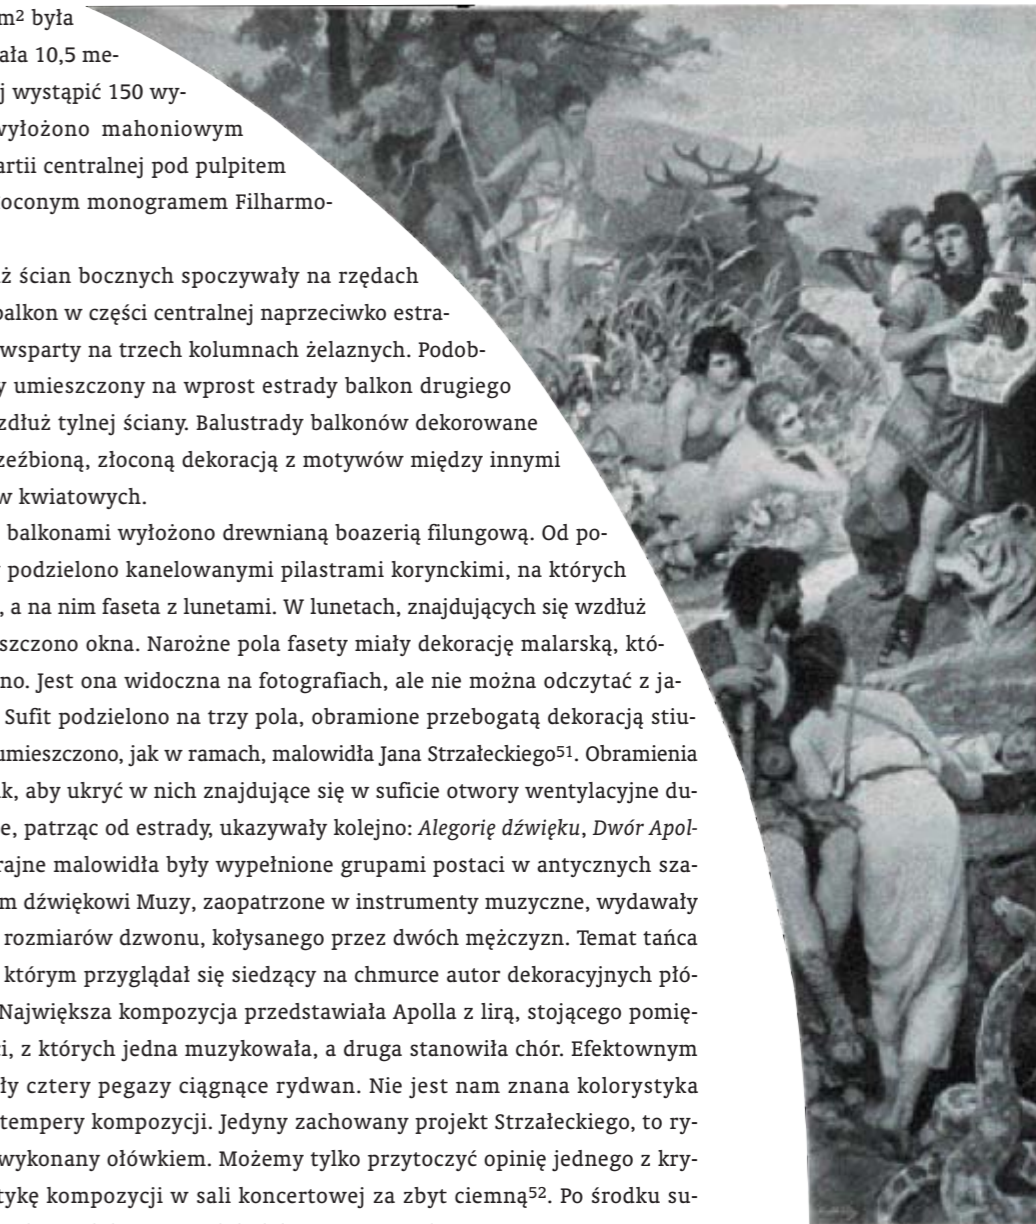 m² była
ała 10,5 me-
j wystąpić 150 wy-
wyłożono mahoniowym
artii centralnej pod pulpitem
oconym monogramem Filharmo-
ż ścian bocznych spoczywały na rzędach
balkon w części centralnej naprzeciwko estra-
wsparty na trzech kolumnach żelaznych. Podob-
y umieszczony na wprost estrady balkon drugiego
zdłuż tylnej ściany. Balustrady balkonów dekorowane
zeźbioną, złoconą dekoracją z motywów między innymi
w kwiatowych.
balkonami wyłożono drewnianą boazerią filungową. Od po-
podzielono kanelowanymi pilastrami korynckimi, na których
, a na nim faseta z lunetami. W lunetach, znajdujących się wzdłuż
szczono okna. Narożne pola fasety miały dekorację malarską, któ-
no. Jest ona widoczna na fotografiach, ale nie można odczytać z ja-
Sufit podzielono na trzy pola, obramione przebogatą dekoracją stiu-
umieszczono, jak w ramach, malowidła Jana Strzałeckiego⁵¹. Obramienia
ak, aby ukryć w nich znajdujące się w suficie otwory wentylacyjne du-
e, patrząc od estrady, ukazywały kolejno: Alegorię dźwięku, Dwór Apol-
rajne malowidła były wypełnione grupami postaci w antycznych sza-
m dźwiękowi Muzy, zaopatrzone w instrumenty muzyczne, wydawały
rozmiarów dzwonu, kołysanego przez dwóch mężczyzn. Temat tańca
którym przyglądał się siedzący na chmurce autor dekoracyjnych płó-
Największa kompozycja przedstawiała Apolla z lirą, stojącego pomię-
i, z których jedna muzykowała, a druga stanowiła chór. Efektownym
ły cztery pegazy ciągnące rydwan. Nie jest nam znana kolorystyka
tempery kompozycji. Jedyny zachowany projekt Strzałeckiego, to ry-
wykonany ołówkiem. Możemy tylko przytoczyć opinię jednego z kry-
tykę kompozycji w sali koncertowej za zbyt ciemną⁵². Po środku su-